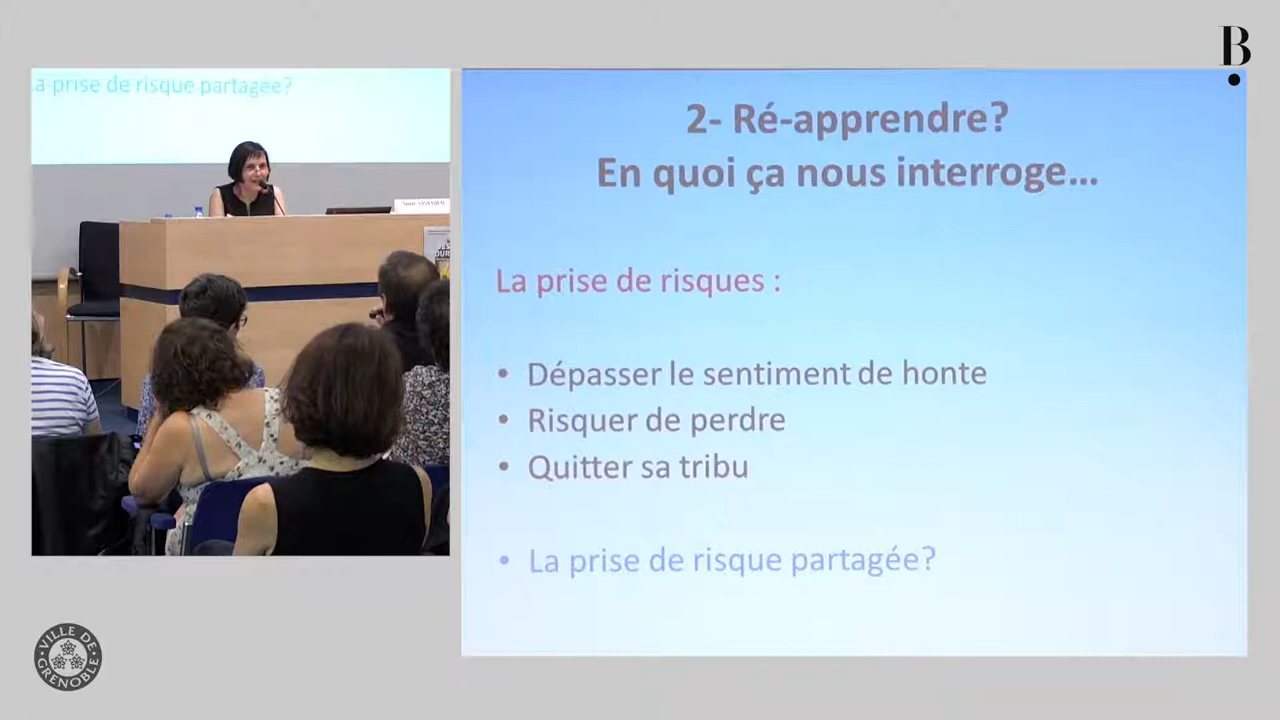 B
La prise de risque partagée?
2- Ré-apprendre?
En quoi ça nous interroge...
La prise de risques :
• Dépasser le sentiment de honte
• Risquer de perdre
• Quitter sa tribu
• La prise de risque partagée?
VILLE DE GRENOBLE